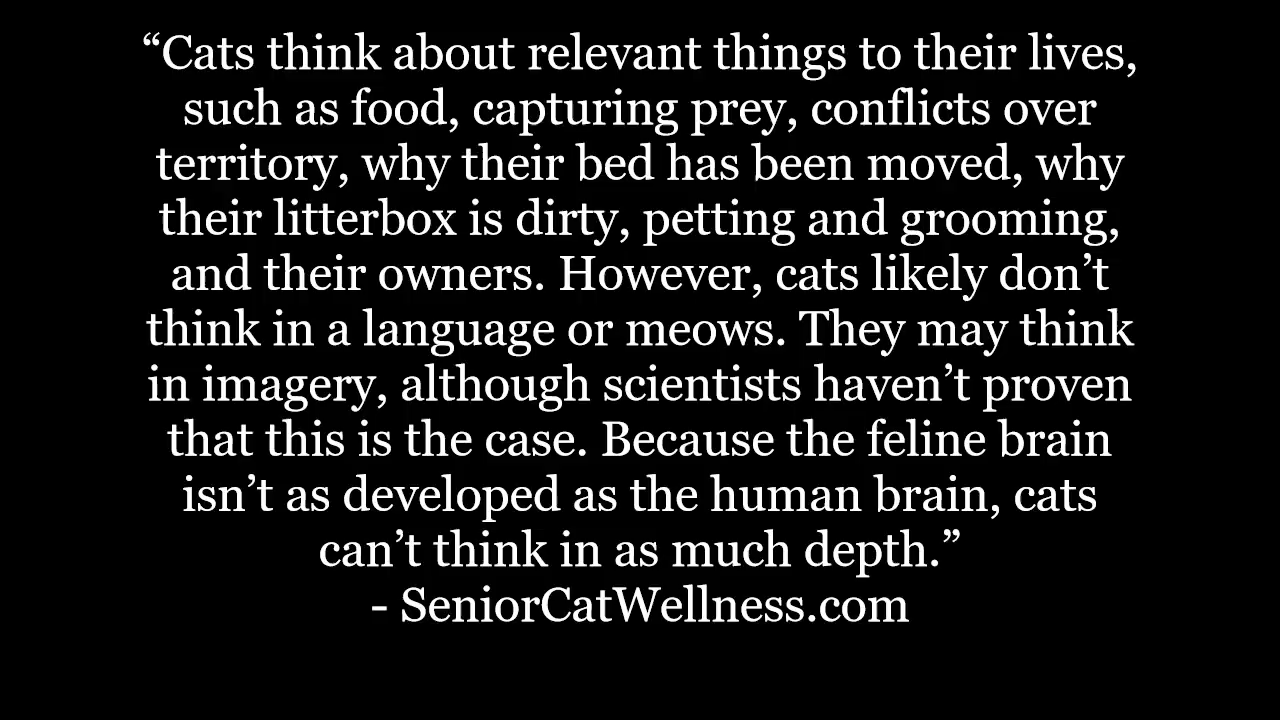 “Cats think about relevant things to their lives,
such as food, capturing prey, conflicts over
territory, why their bed has been moved, why
their litterbox is dirty, petting and grooming,
and their owners. However, cats likely don’t
think in a language or meows. They may think
in imagery, although scientists haven’t proven
that this is the case. Because the feline brain
isn’t as developed as the human brain, cats
can’t think in as much depth.”
- SeniorCatWellness.com